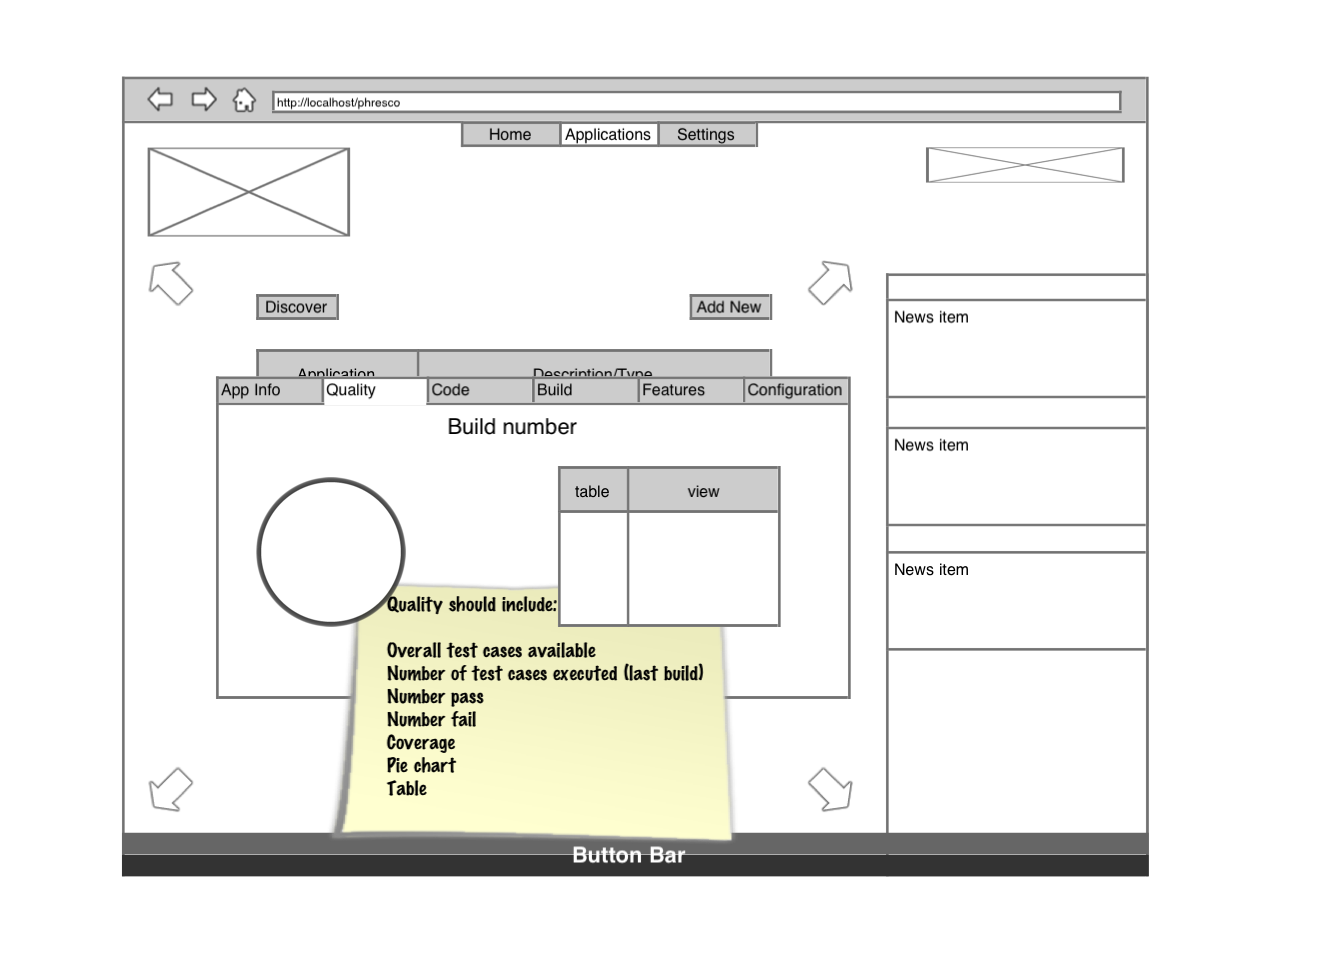 http://localhost/phresco
Home Applications Settings
Discover Add New
Application Description/Type
App Info Quality Code Build Features Configuration
Build number
table view
Quality should include:
Overall test cases available
Number of test cases executed (last build)
Number pass
Number fail
Coverage
Pie chart
Table
News item
News item
News item
Button Bar